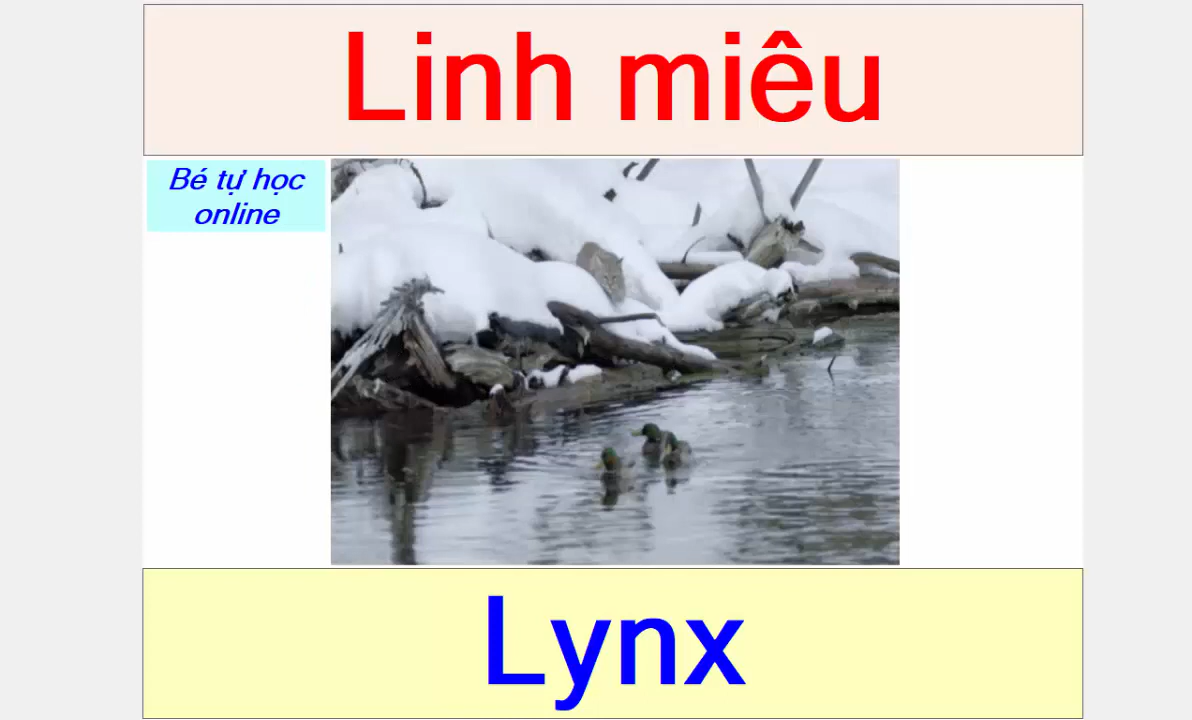 Linh miêu
Bé tự học
online
Lynx